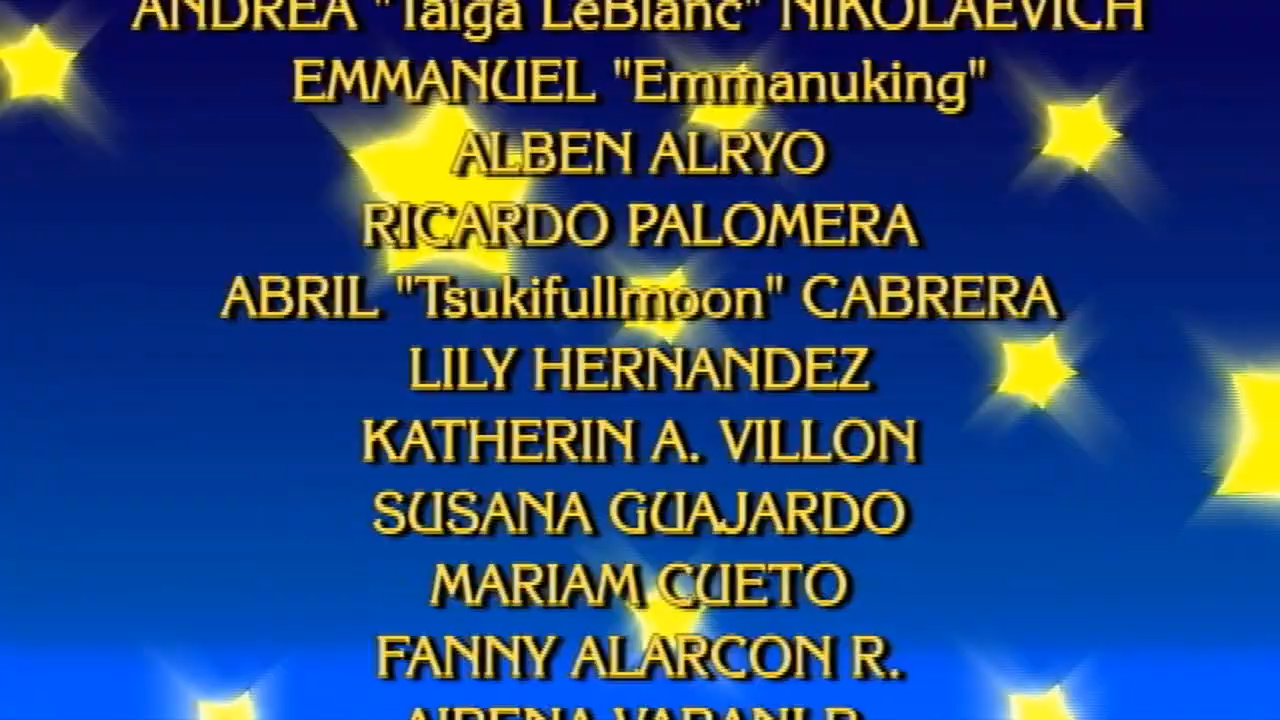 ANDREA "Taiga LeBlanc" NIKOLAEVICH
EMMANUEL "Emmanuking"
ALBEN ALRYO
RICARDO PALOMERA
ABRIL "Tsukifullmoon" CABRERA
LILY HERNANDEZ
KATHERIN A. VILLON
SUSANA GUAJARDO
MARIAM CUETO
FANNY ALARCON R.